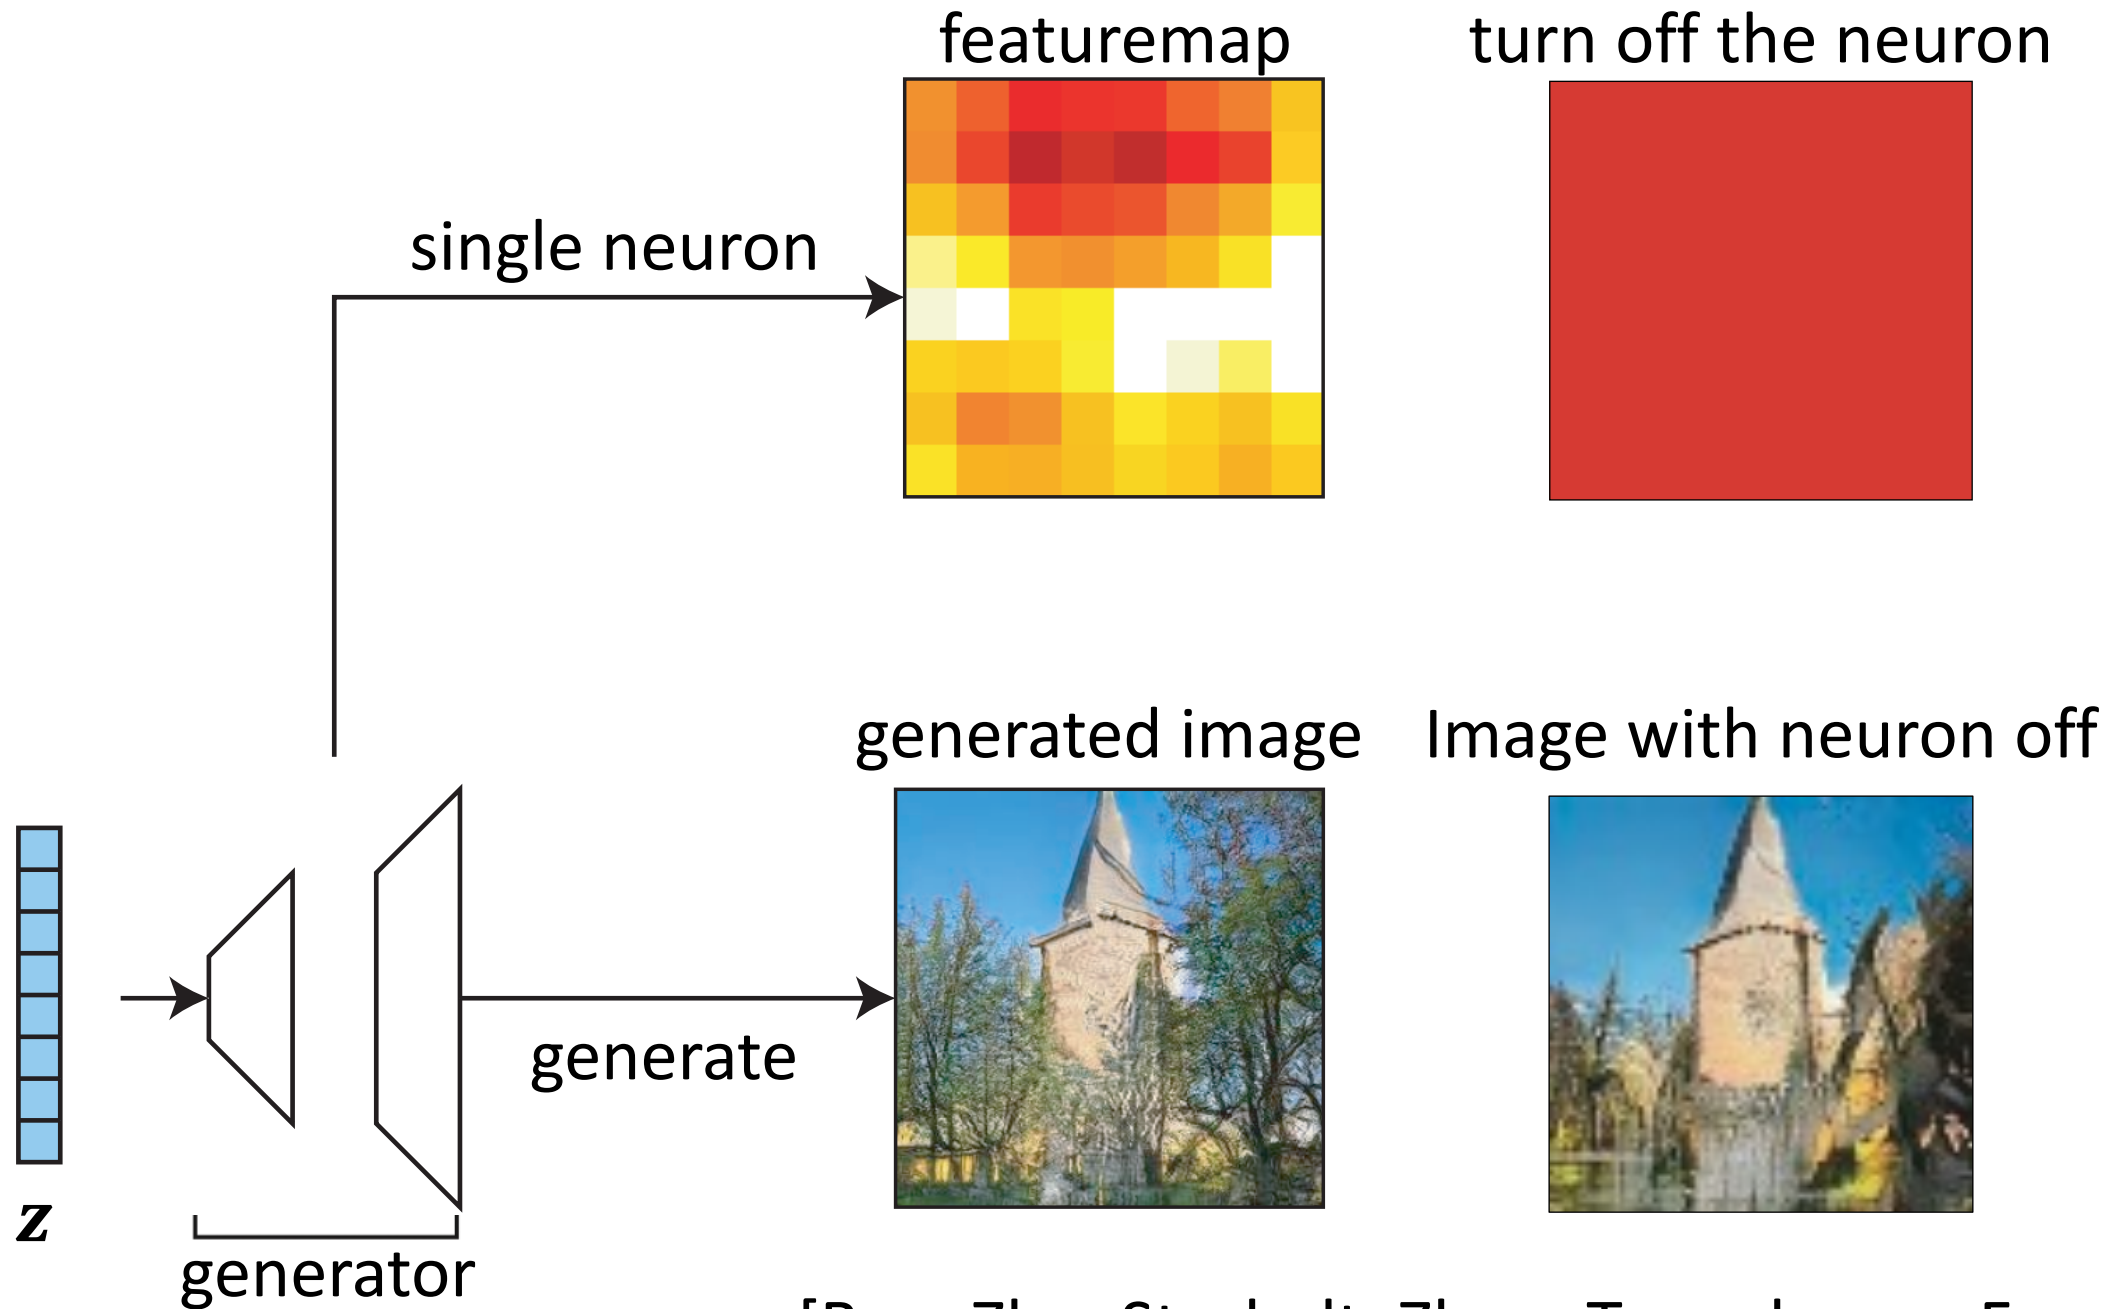 featuremap
turn off the neuron
single neuron
generated image
Image with neuron off
generate
z
generator